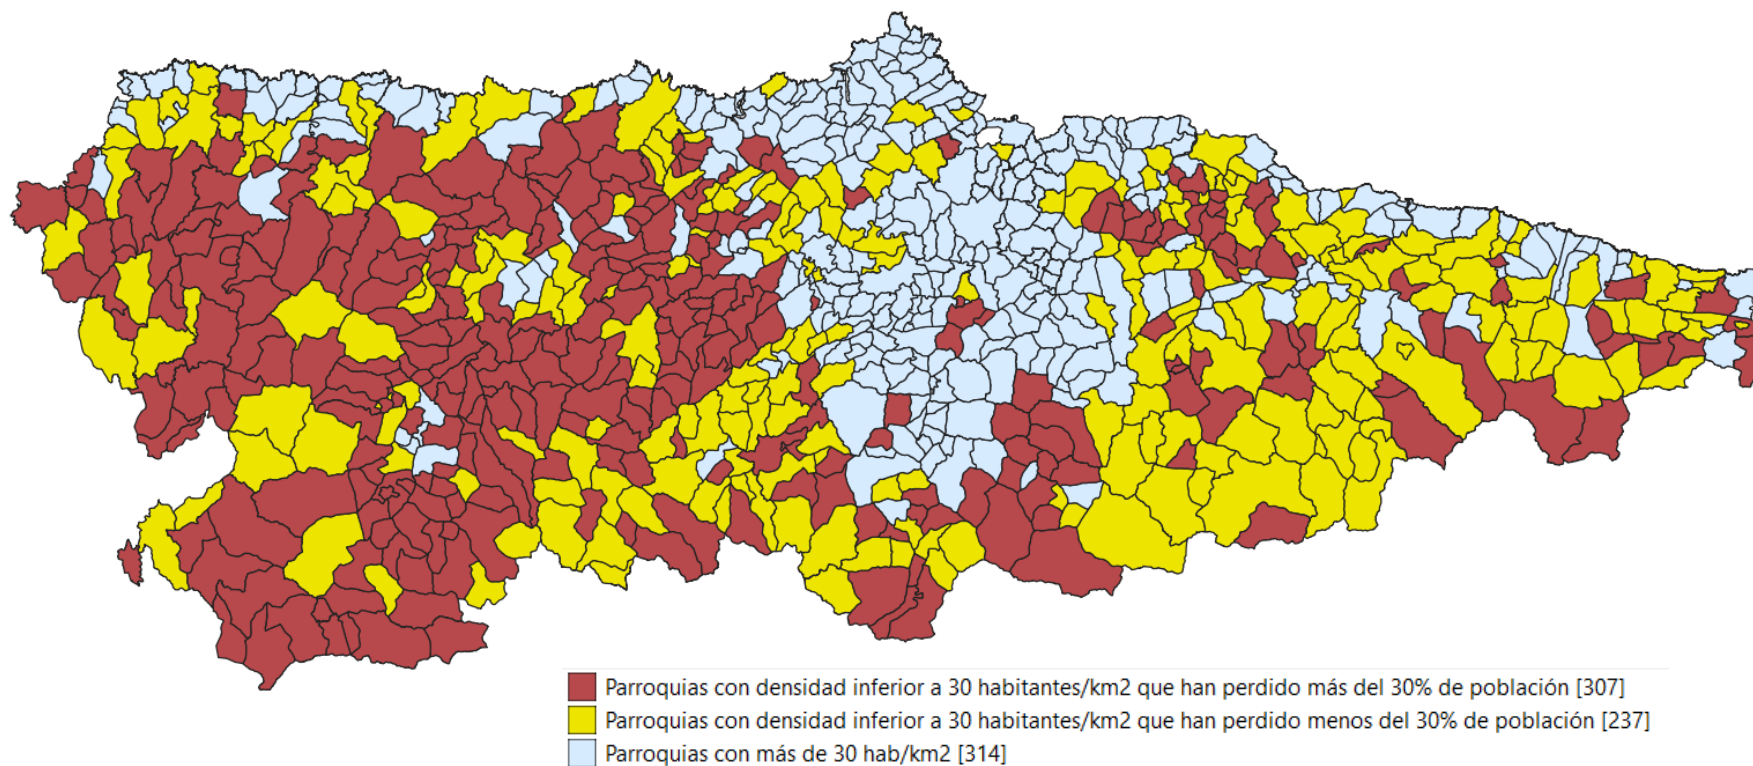 Parroquias con densidad inferior a 30 habitantes/km2 que han perdido más del 30% de población [307]
Parroquias con densidad inferior a 30 habitantes/km2 que han perdido menos del 30% de población [237]
Parroquias con más de 30 hab/km2 [314]